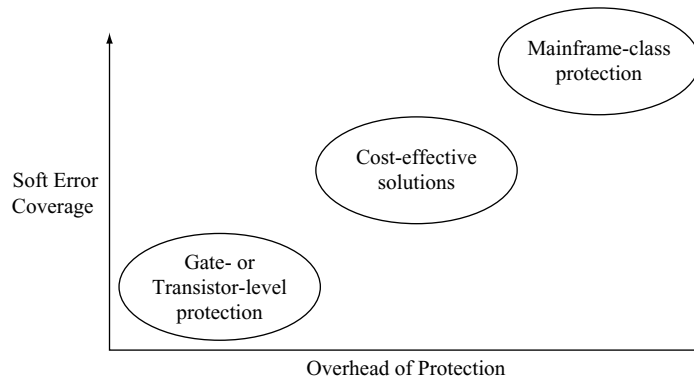 Mainframe-class
protection
Cost-effective
solutions
Soft Error
Coverage
Gate- or
Transistor-level
protection
Overhead of Protection